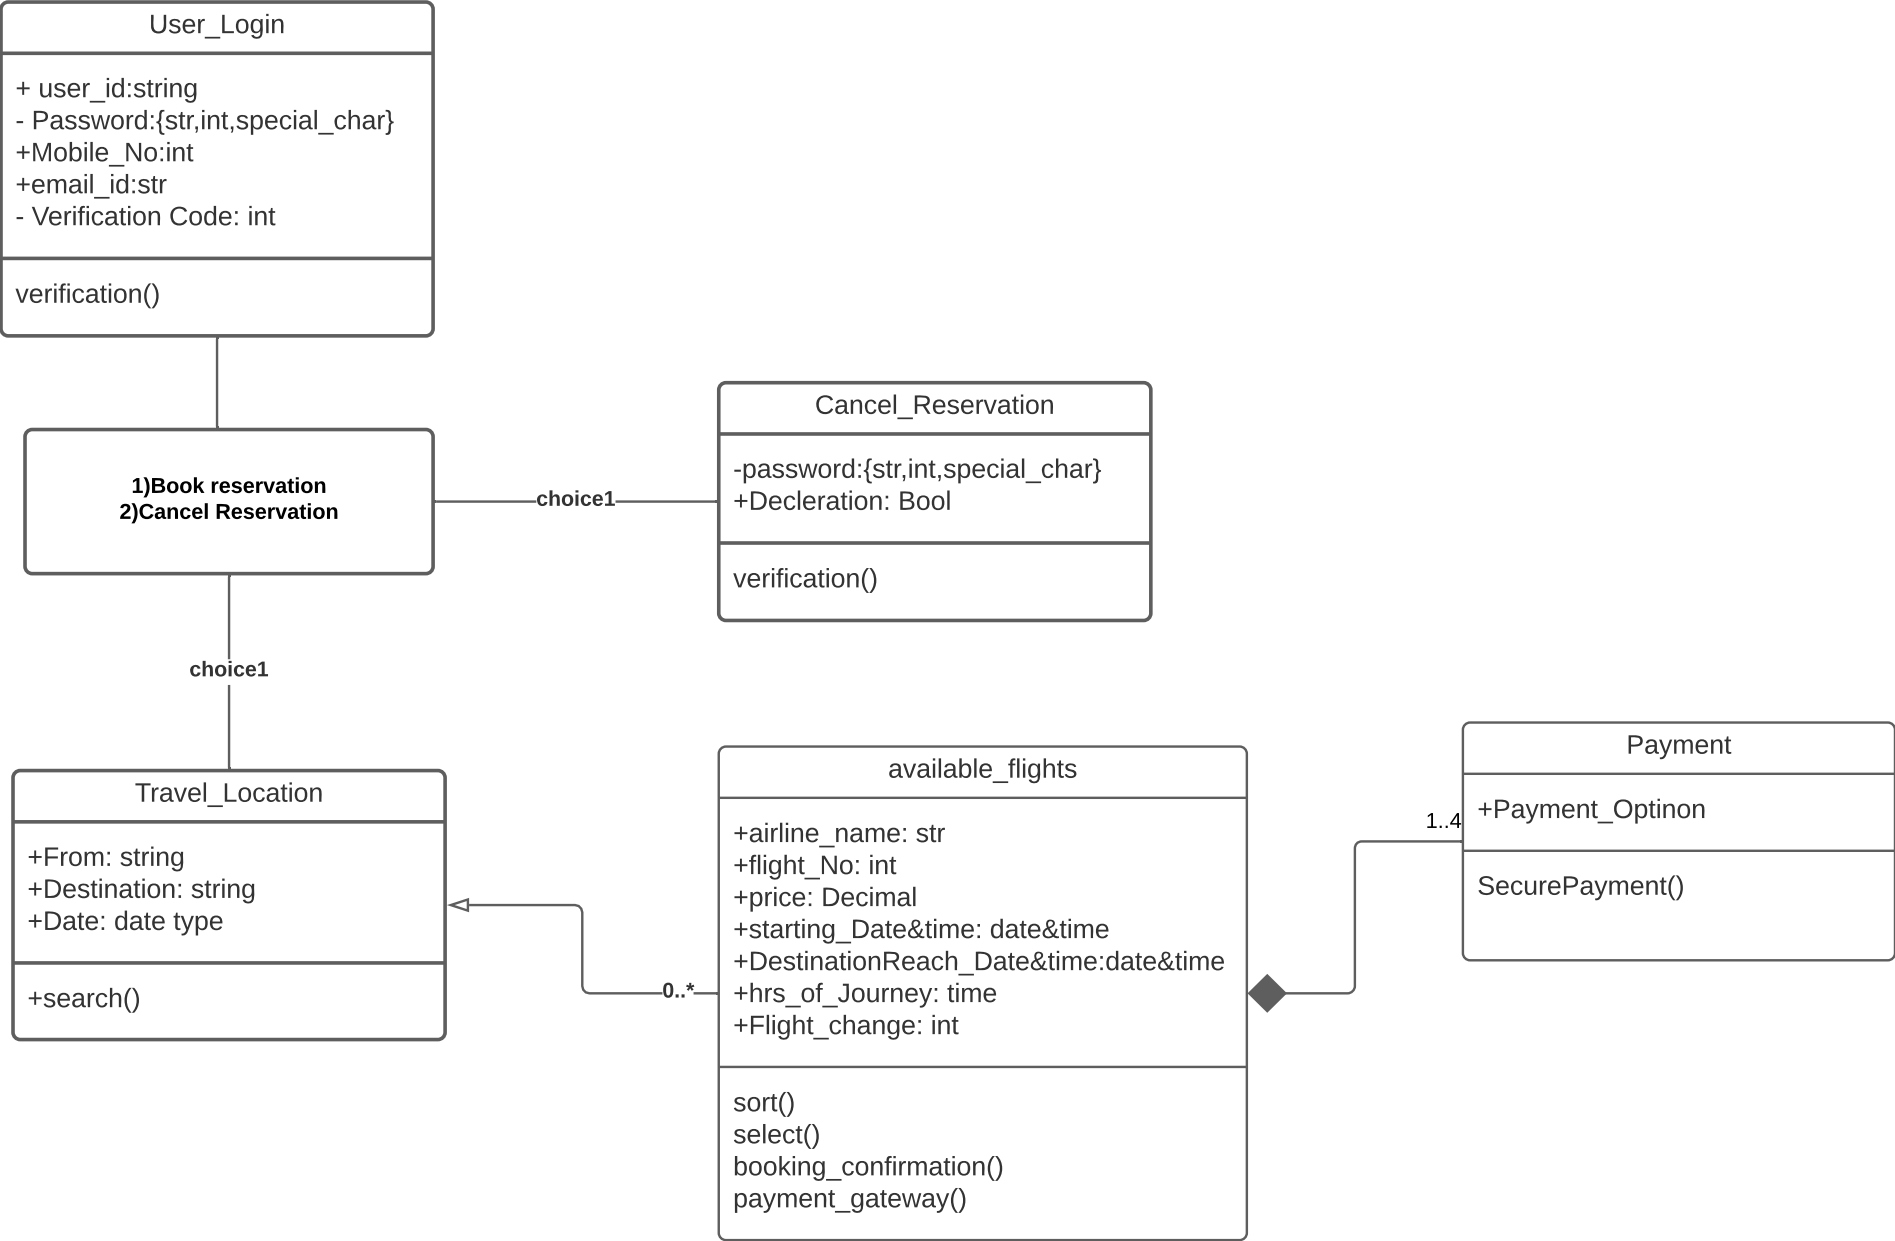 User_Login
+ user_id:string
- Password:{str,int,special_char}
+Mobile_No:int
+email_id:str
- Verification Code: int
verification()
1)Book reservation
2)Cancel Reservation
choice1
Cancel_Reservation
-password:{str,int,special_char}
+Decleration: Bool
verification()
choice1
Travel_Location
+From: string
+Destination: string
+Date: date type
+search()
0..*
available_flights
+airline_name: str
+flight_No: int
+price: Decimal
+starting_Date&time: date&time
+DestinationReach_Date&time:date&time
+hrs_of_Journey: time
+Flight_change: int
sort()
select()
booking_confirmation()
payment_gateway()
1..4
Payment
+Payment_Optinon
SecurePayment()